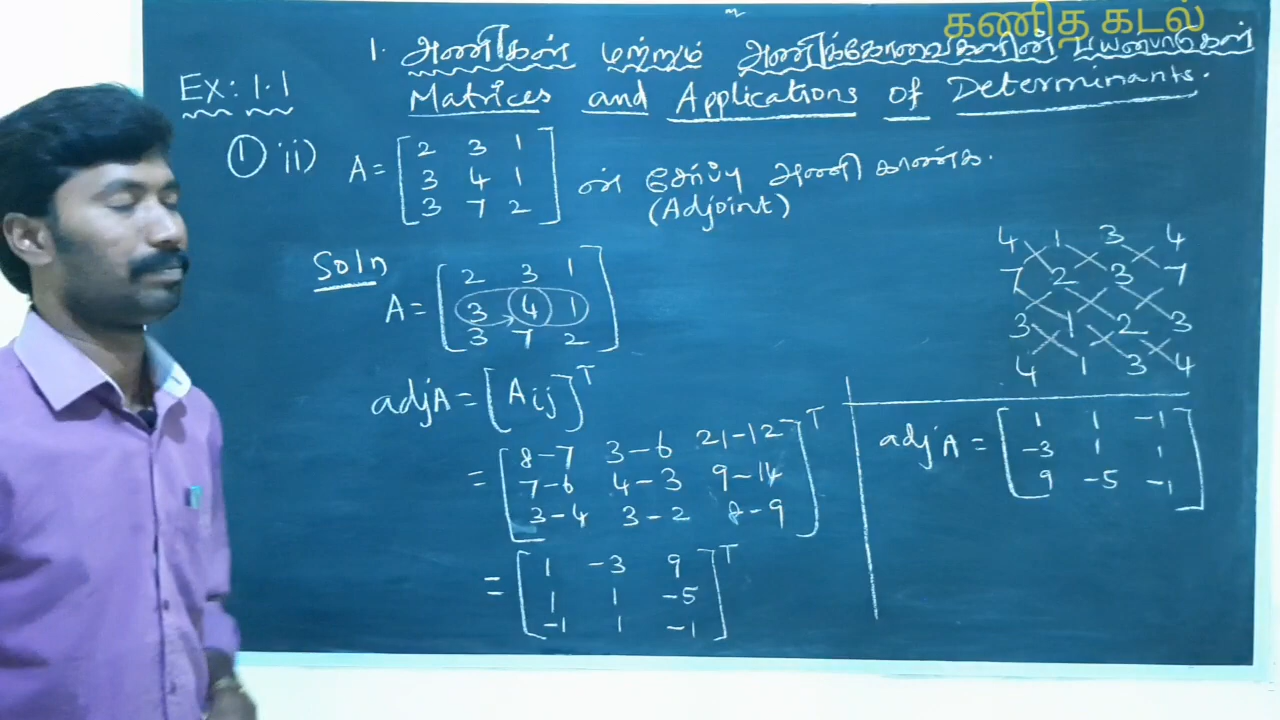 கணித கடல்
1. அணிகள் மற்றும் அணிக்கோவைகளின் பயன்பாடுகள்
Ex: 1.1
Matrices and Applications of Determinants.
① ii) A = [2 3 1
3 4 1
3 7 2] ன் சேர்ப்பு அணி காண்க.
(Adjoint)
Soln
A = [2 3 1
3 4 1
3 7 2]
adjA = [Aij]T
= [8-7 3-6 21-12
7-6 4-3 9-14
3-4 3-2 8-9]T
= [1 -3 9
1 1 -5
-1 1 -1]T
4 1 3 4
7 2 3 7
3 1 2 3
4 1 3 4
adjA = [1 1 -1
-3 1 1
9 -5 -1]